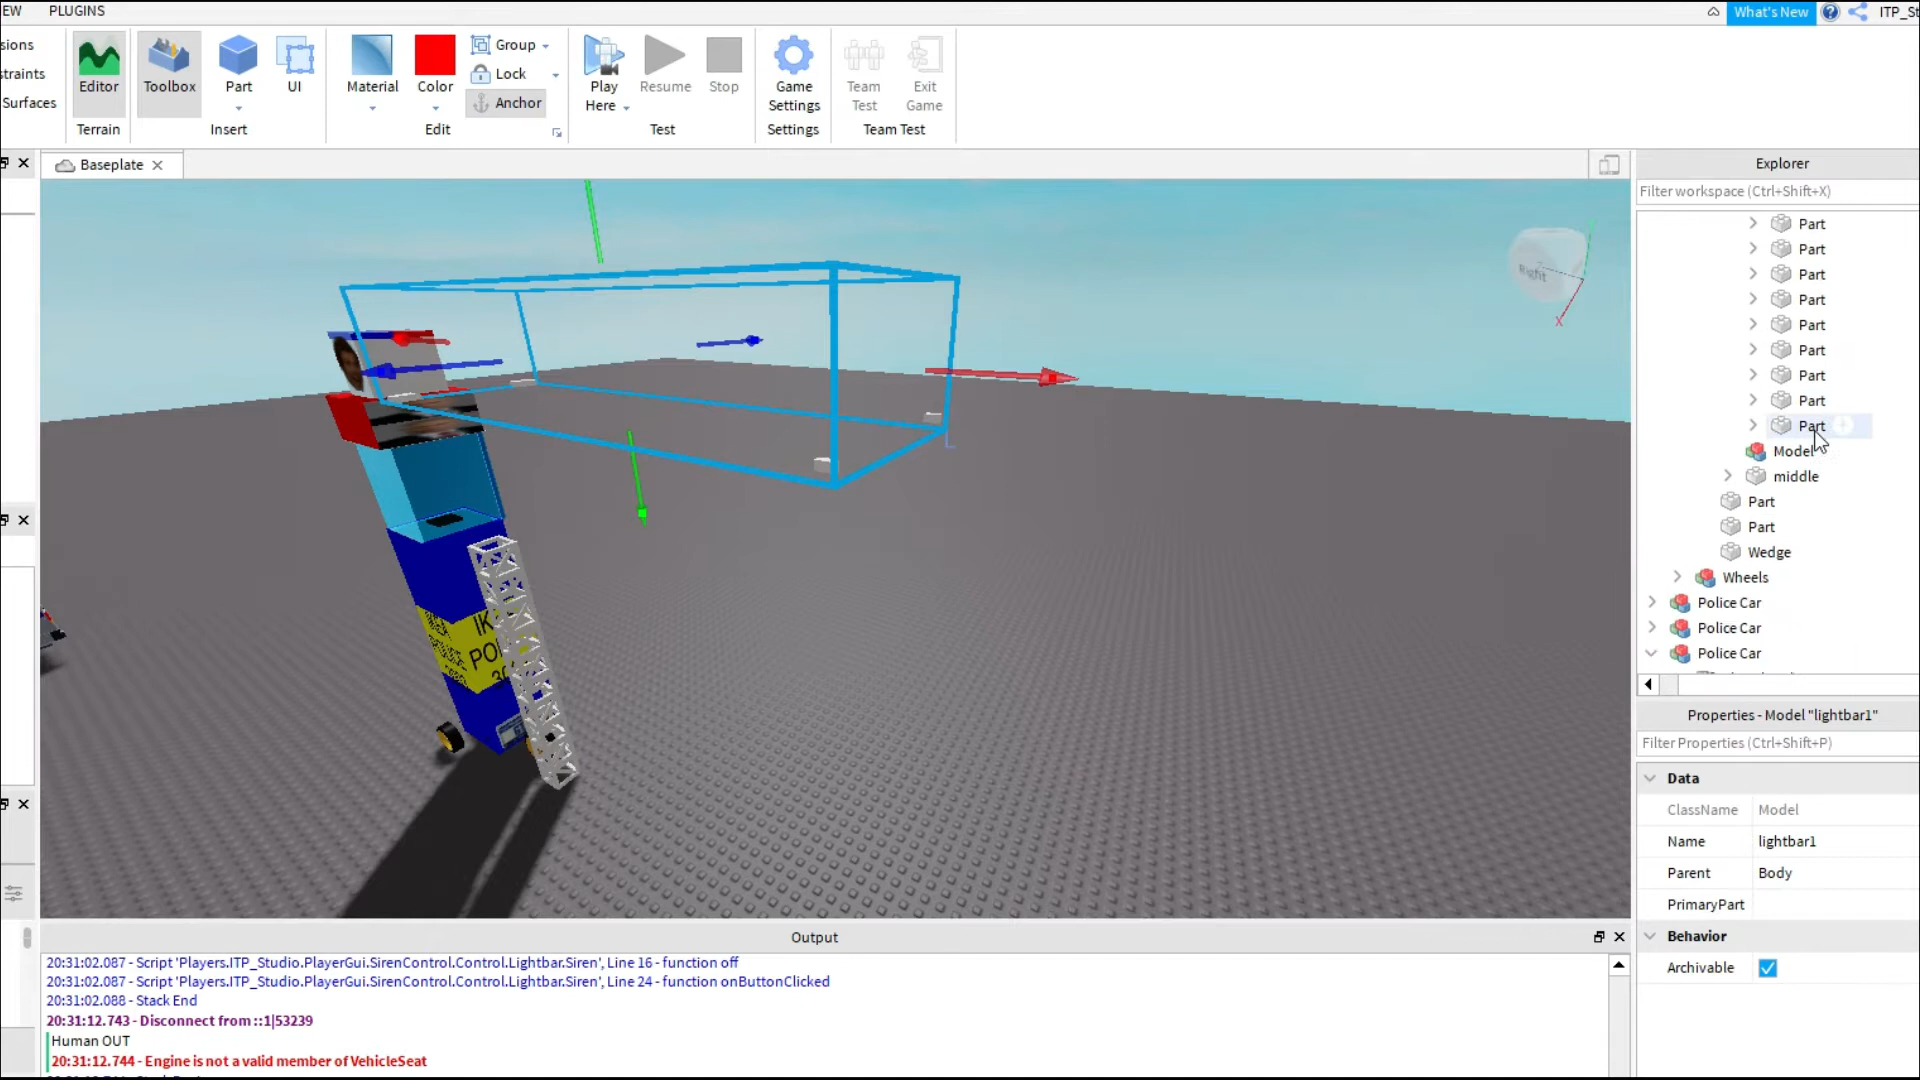 EW PLUGINS
What's New ITP_St
sions
straints
Surfaces
Editor
Terrain
Toolbox
Part
UI
Insert
Material
Color
Group
Lock
Anchor
Edit
Play
Here
Resume
Stop
Test
Game
Settings
Settings
Team
Test
Exit
Game
Team Test
Baseplate
Right
X
IK
PO
Explorer
Filter workspace (Ctrl+Shift+X)
Part
Part
Part
Part
Part
Part
Part
Part
Part
Model
middle
Part
Part
Wedge
Wheels
Police Car
Police Car
Police Car
Properties - Model "lightbar1"
Filter Properties (Ctrl+Shift+P)
Data
ClassName Model
Name lightbar1
Parent Body
PrimaryPart
Behavior
Archivable
Output
20:31:02.087 - Script 'Players.ITP_Studio.PlayerGui.SirenControl.Control.Lightbar.Siren', Line 16 - function off
20:31:02.087 - Script 'Players.ITP_Studio.PlayerGui.SirenControl.Control.Lightbar.Siren', Line 24 - function onButtonClicked
20:31:02.088 - Stack End
20:31:12.743 - Disconnect from ::1|53239
Human OUT
20:31:12.744 - Engine is not a valid member of VehicleSeat